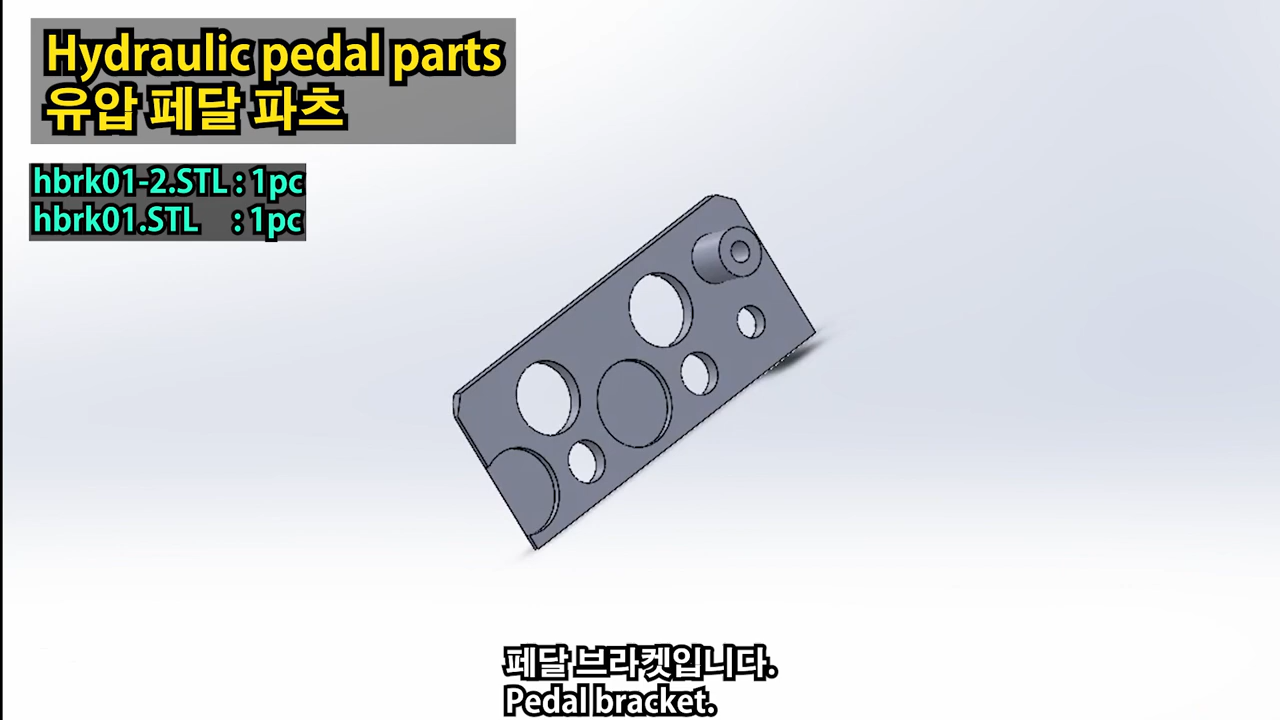 Hydraulic pedal parts
유압 페달 파츠
hbrk01-2.STL : 1pc
hbrk01.STL : 1pc
페달 브라켓입니다.
Pedal bracket.